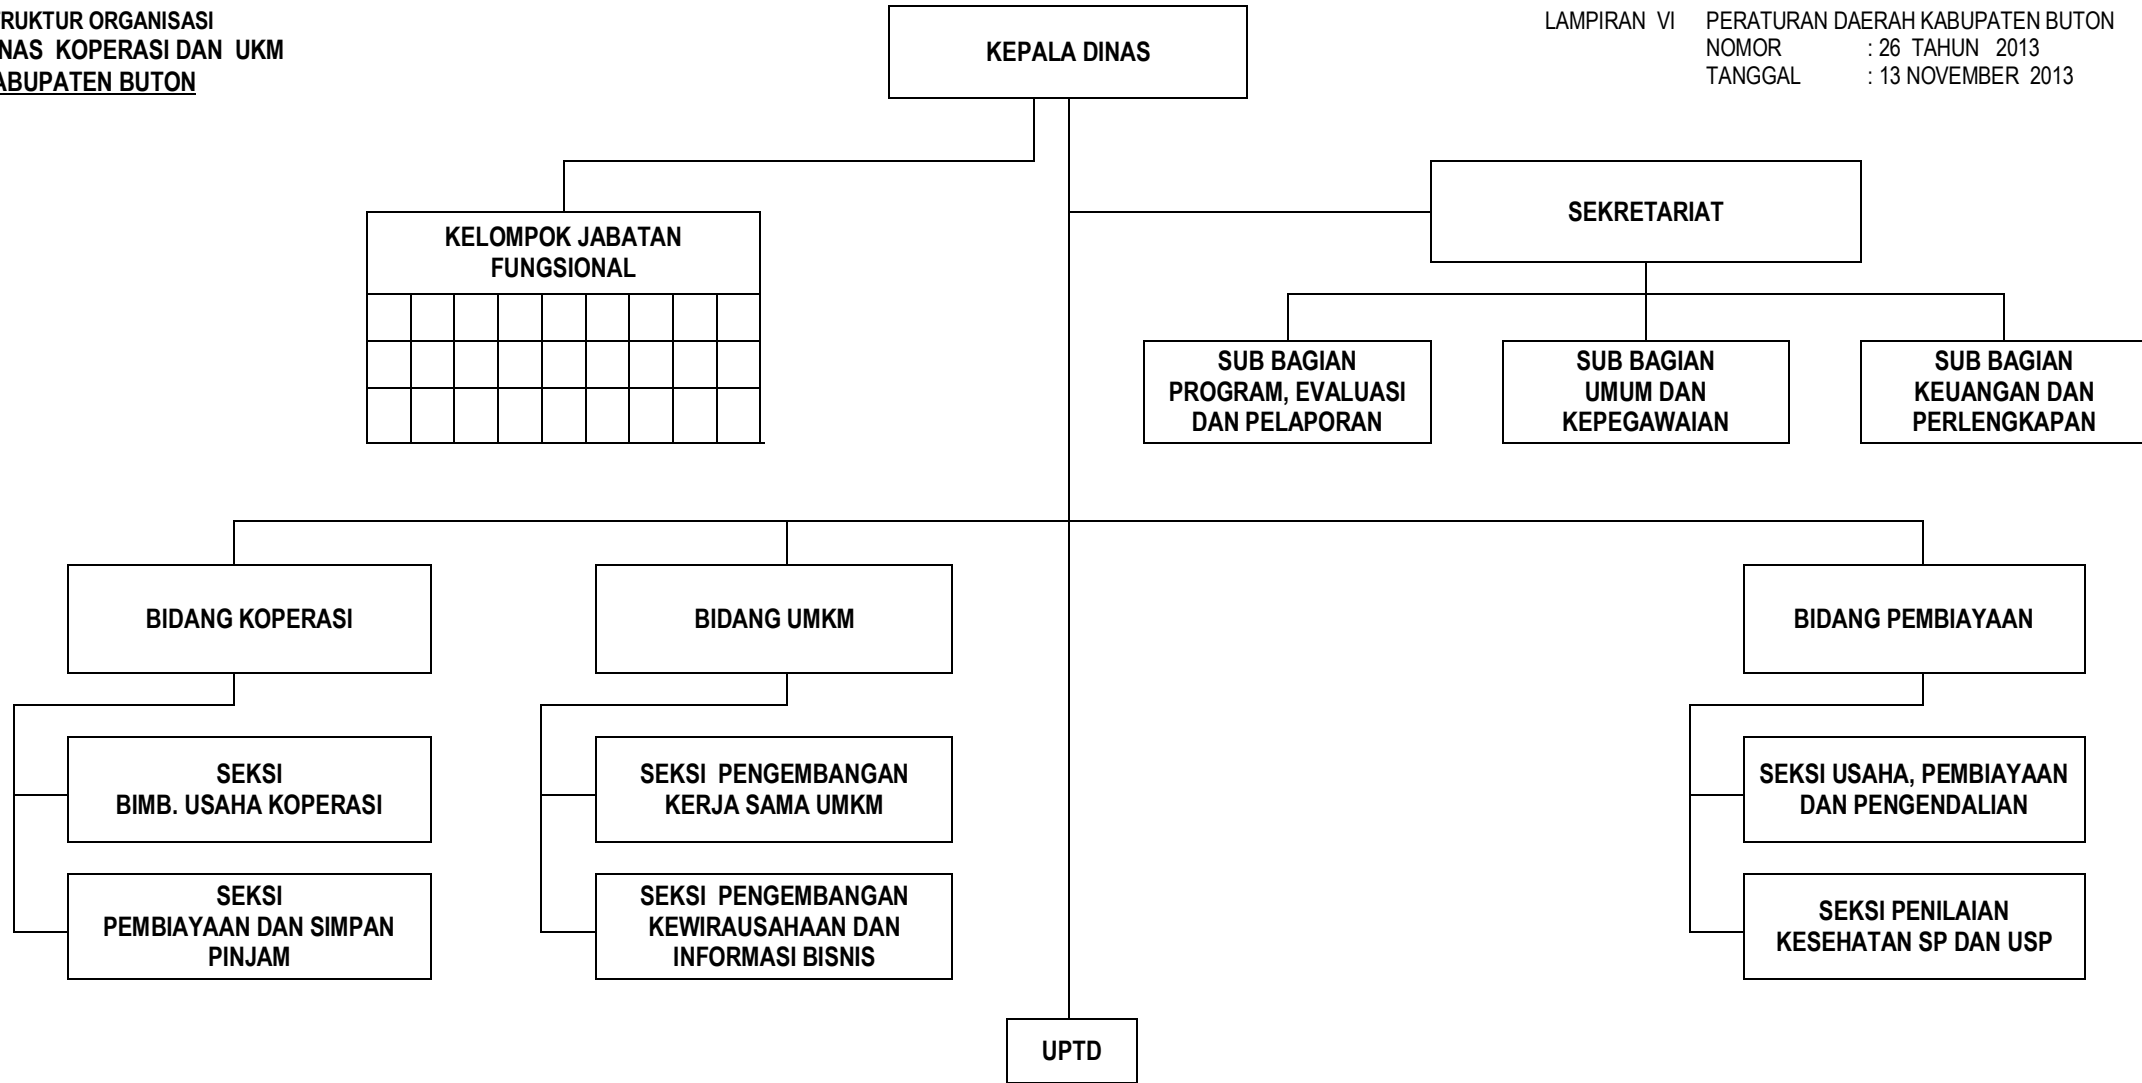 TRUKTUR ORGANISASI
NAS KOPERASI DAN UKM
ABUPATEN BUTON
KEPALA DINAS
LAMPIRAN VI PERATURAN DAERAH KABUPATEN BUTON
NOMOR : 26 TAHUN 2013
TANGGAL : 13 NOVEMBER 2013
SEKRETARIAT
KELOMPOK JABATAN
FUNGSIONAL
SUB BAGIAN
PROGRAM, EVALUASI
DAN PELAPORAN
SUB BAGIAN
UMUM DAN
KEPEGAWAIAN
SUB BAGIAN
KEUANGAN DAN
PERLENGKAPAN
BIDANG KOPERASI
BIDANG UMKM
BIDANG PEMBIAYAAN
SEKSI
BIMB. USAHA KOPERASI
SEKSI PENGEMBANGAN
KERJA SAMA UMKM
SEKSI USAHA, PEMBIAYAAN
DAN PENGENDALIAN
SEKSI
PEMBIAYAAN DAN SIMPAN
PINJAM
SEKSI PENGEMBANGAN
KEWIRAUSAHAAN DAN
INFORMASI BISNIS
SEKSI PENILAIAN
KESEHATAN SP DAN USP
UPTD